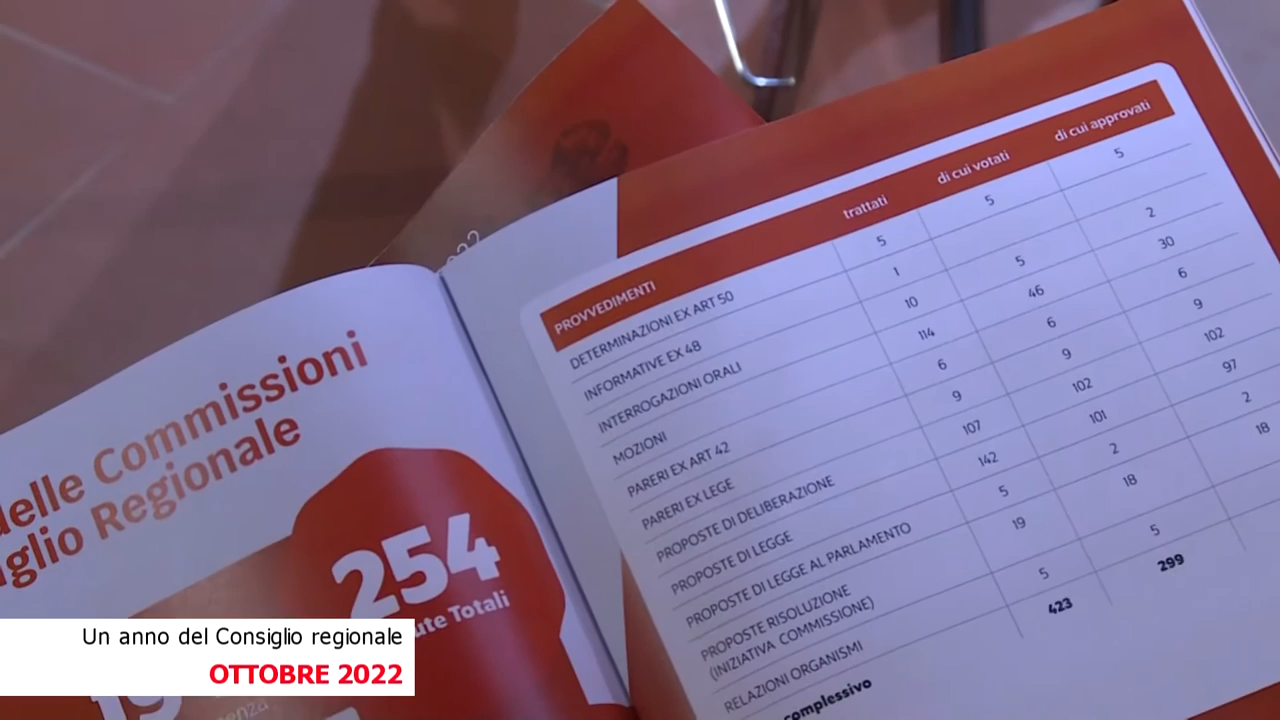 delle Commissioni
iglio Regionale
254
ute Totali
19
PROVVEDIMENTI trattati di cui votati di cui approvati
DETERMINAZIONI EX ART 50 5 5 5
INFORMATIVE EX 48 1
INTERROGAZIONI ORALI 10 5 2
MOZIONI 114 46 30
PARERI EX ART 42 6 6 6
PARERI EX LEGE 9 9 9
PROPOSTE DI DELIBERAZIONE 107 102 102
PROPOSTE DI LEGGE 142 101 97
PROPOSTE DI LEGGE AL PARLAMENTO 5 2 2
PROPOSTE RISOLUZIONE
(INIZIATIVA COMMISSIONE) 19 18 18
RELAZIONI ORGANISMI 5 5
complessivo 423 299
Un anno del Consiglio regionale
OTTOBRE 2022